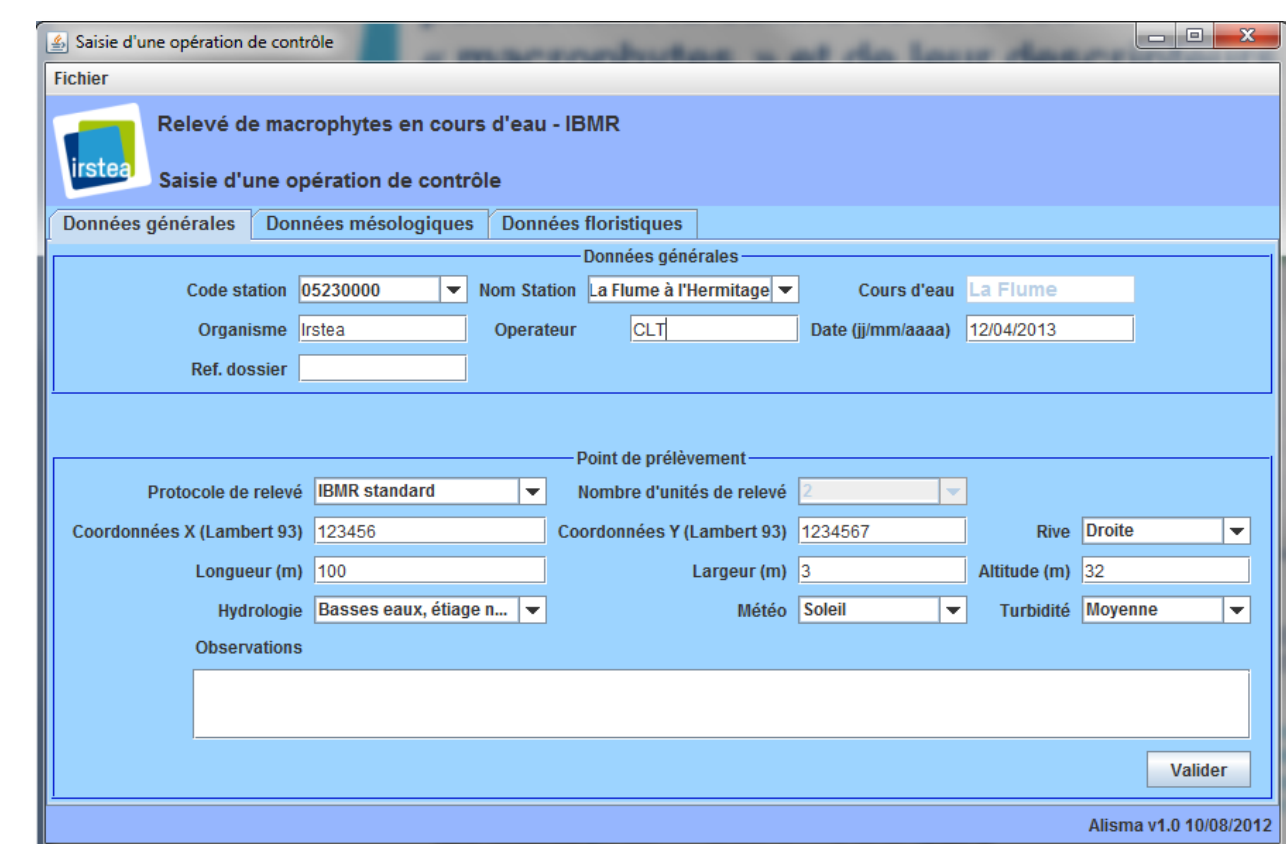 Saisie d'une opération de contrôle
« macrophytes » et de leur
Fichier
irstea
Relevé de macrophytes en cours d'eau - IBMR
Saisie d'une opération de contrôle
Données générales Données mésologiques Données floristiques
Données générales
Code station 05230000 Nom Station La Flume à l'Hermitage Cours d'eau La Flume
Organisme Irstea Operateur CLT Date (jj/mm/aaaa) 12/04/2013
Ref. dossier
Point de prélèvement
Protocole de relevé IBMR standard Nombre d'unités de relevé 2
Coordonnées X (Lambert 93) 123456 Coordonnées Y (Lambert 93) 1234567 Rive Droite
Longueur (m) 100 Largeur (m) 3 Altitude (m) 32
Hydrologie Basses eaux, étiage n... Météo Soleil Turbidité Moyenne
Observations
Valider
Alisma v1.0 10/08/2012